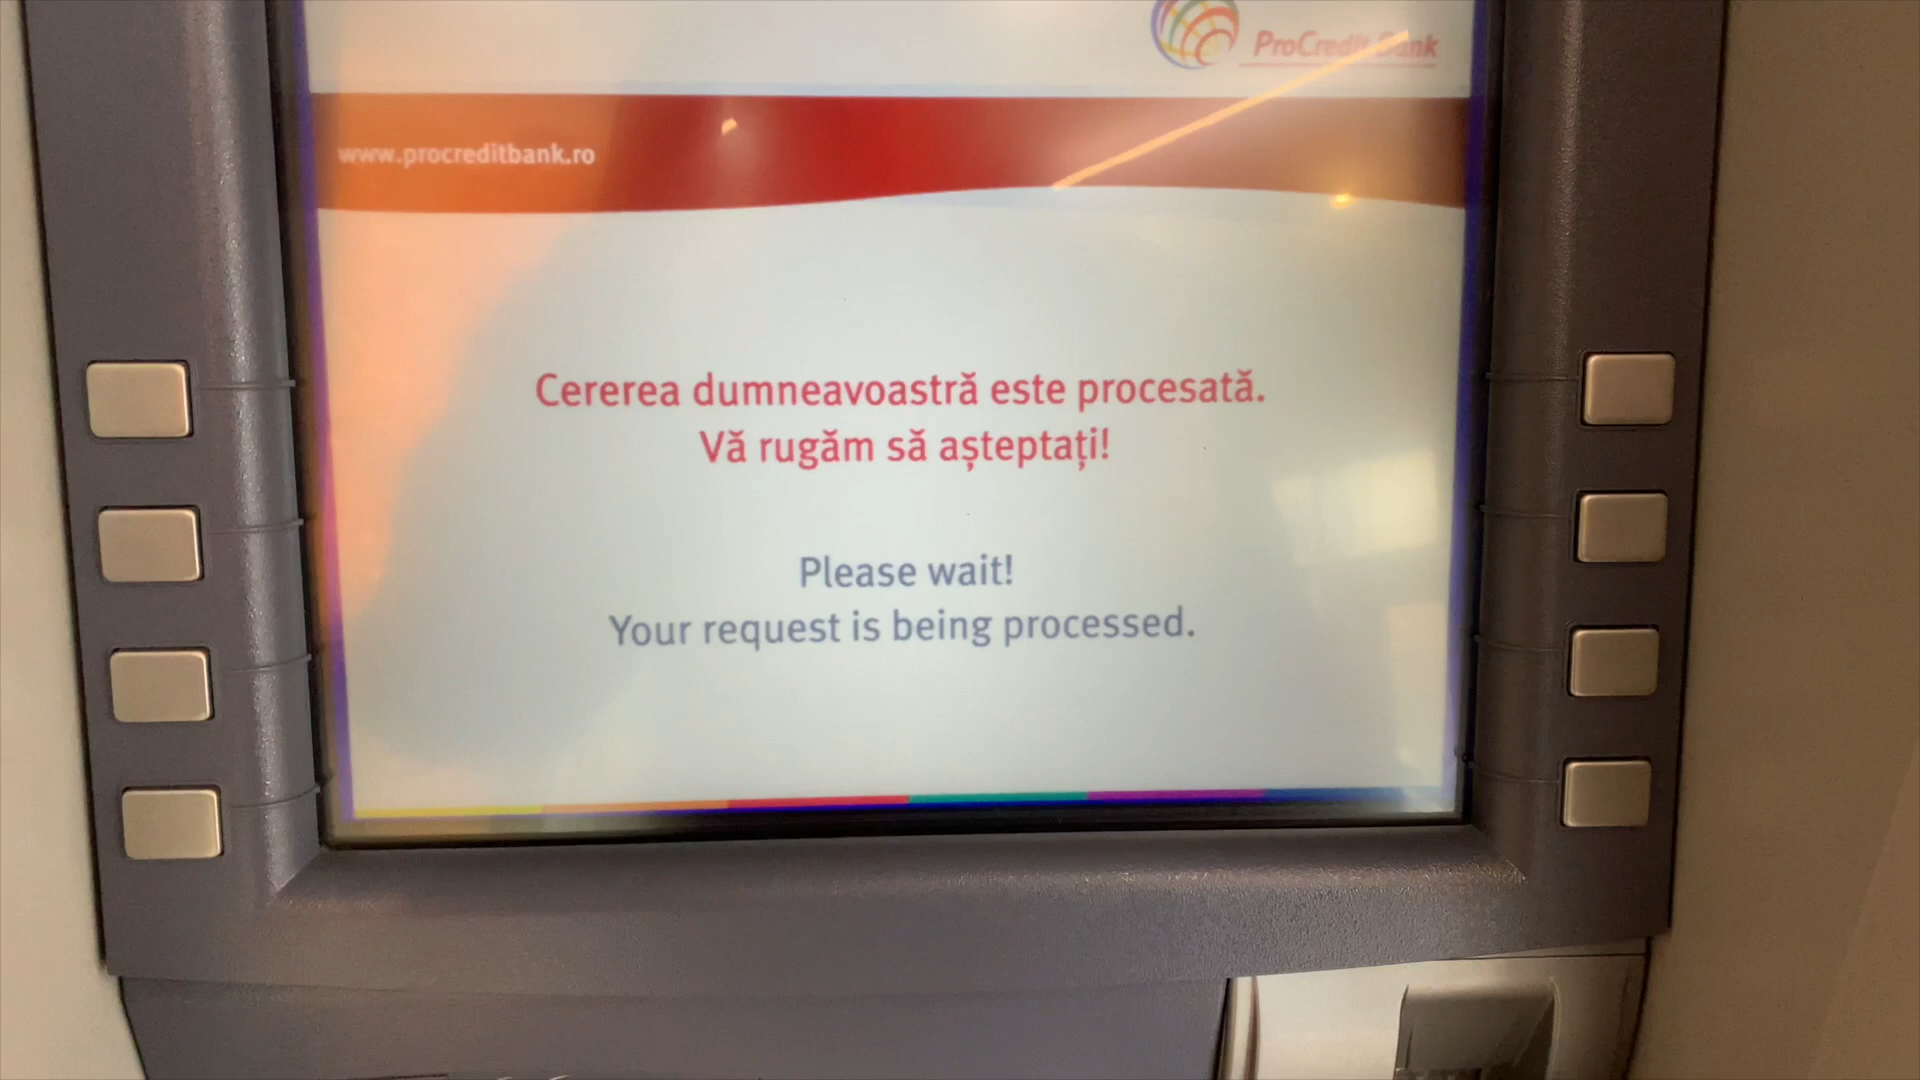 ProCredit Bank
www.procreditbank.ro
Cererea dumneavoastră este procesată.
Vă rugăm să așteptați!
Please wait!
Your request is being processed.